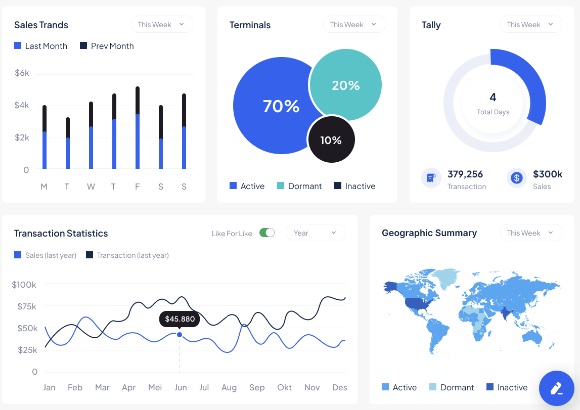 Sales Trands
This Week
Last Month
Prev Month
$6k
$4k
$2k
0
M T W T F S S
Terminals
This Week
70%
20%
10%
Active
Dormant
Inactive
Tally
This Week
4
Total Days
379,256
Transaction
$300k
Sales
Transaction Statistics
Like For Like
Year
Sales (last year)
Transaction (last year)
$100k
$75k
$50k
$25k
0
$45.880
Jan Feb Mar Apr Mei Jun Jul Aug Sep Okt Nov Des
Geographic Summary
This Week
Active
Dormant
Inactive